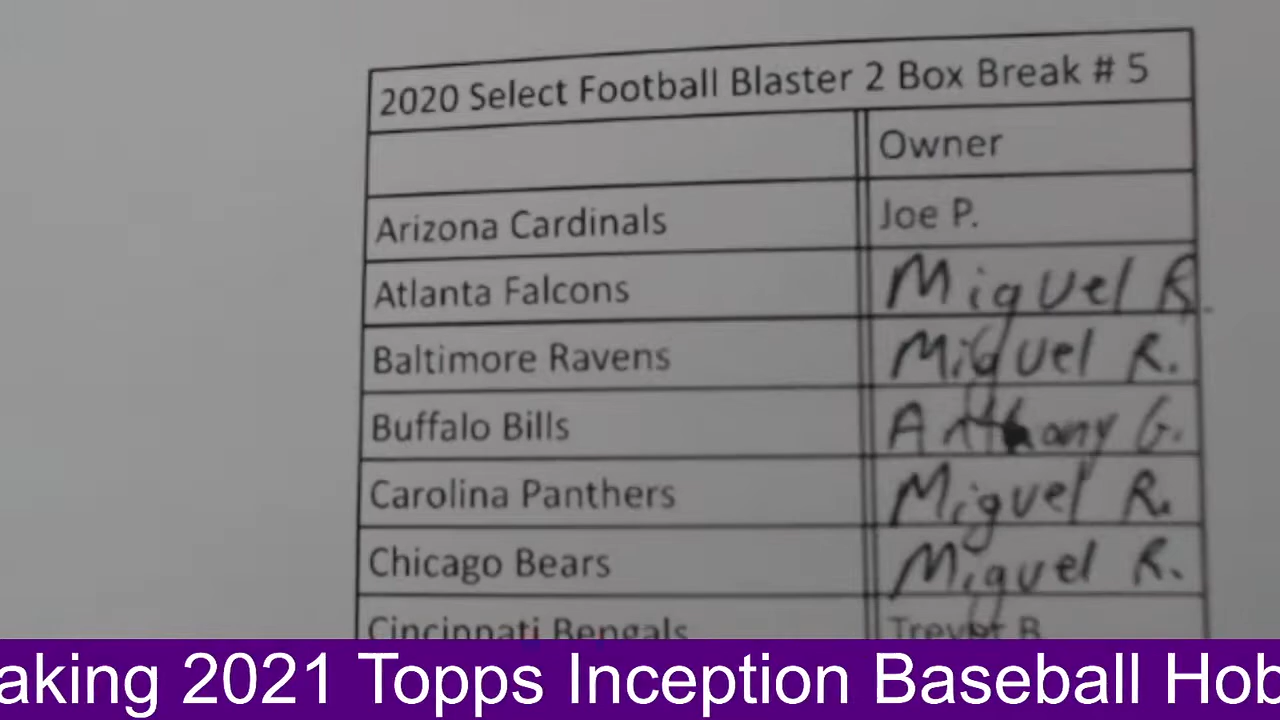 2020 Select Football Blaster 2 Box Break # 5
Owner
Arizona Cardinals Joe P.
Atlanta Falcons Miguel R.
Baltimore Ravens Miguel R.
Buffalo Bills Anthony G.
Carolina Panthers Miguel R.
Chicago Bears Miguel R.
Cincinnati Bengals Trevor B
aking 2021 Topps Inception Baseball Hob